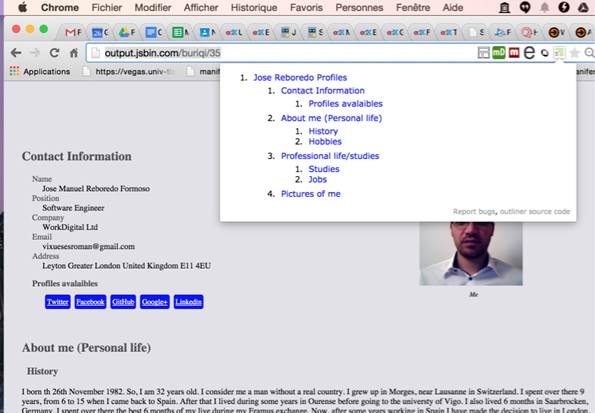 Chrome Fichier Modifier Affichage Historique Favoris Personnes Fenêtre Aide
output.jsbin.com/buriqi/35
Applications https://vegas.univ-
1. Jose Reboredo Profiles
1. Contact Information
1. Profiles avalaibles
2. About me (Personal life)
1. History
2. Hobbies
3. Professional life/studies
1. Studies
2. Jobs
4. Pictures of me
Report bugs, outliner source code
Contact Information
Name
Jose Manuel Reboredo Formoso
Position
Software Engineer
Company
WorkDigital Ltd
Email
vixuesesroman@gmail.com
Address
Leyton Greater London United Kingdom E11 4EU
Me
Profiles avalaibles
Twitter Facebook GitHub Google+ Linkedin
About me (Personal life)
History
I born th 26th November 1982. So, I am 32 years old. I consider me a man without a real country. I grew up in Morges, near Lausanne in Switzerland. I spent over there 9
years, from 6 to 15 when I came back to Spain. After that I lived during some years in Ourense before going to the university of Vigo. I also lived 6 months in Saarbrocken,
Germany. I spent over there the best 6 months of my live during my Eramus exchange. Now, after some years working in Spain I have made the decision to live in London,